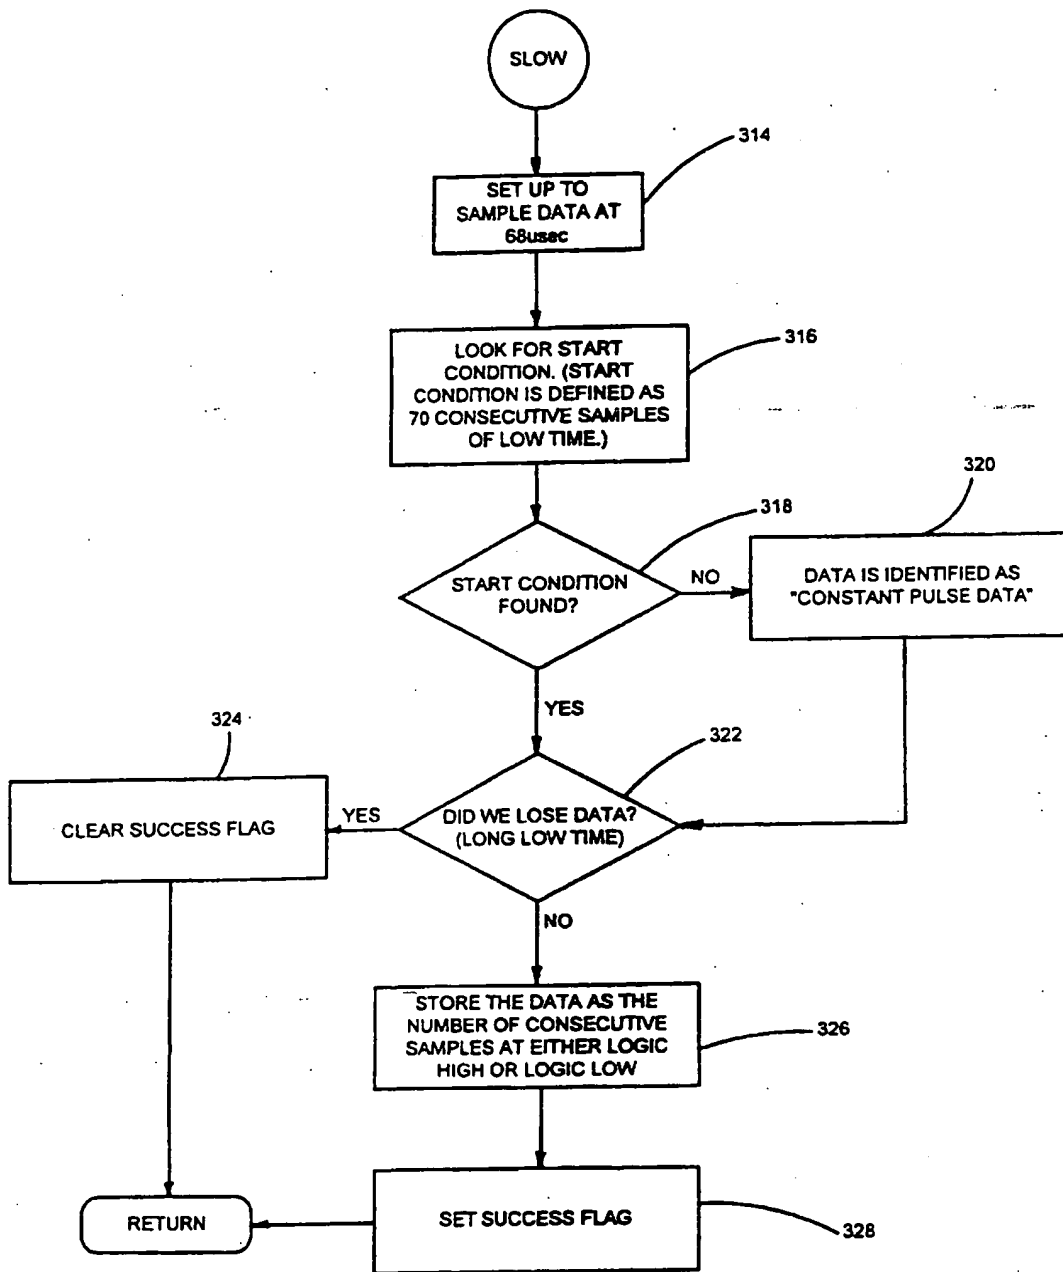 SLOW
314
SET UP TO
SAMPLE DATA AT
68usec
316
LOOK FOR START
CONDITION. (START
CONDITION IS DEFINED AS
70 CONSECUTIVE SAMPLES
OF LOW TIME.)
318
START CONDITION
FOUND?
NO
320
DATA IS IDENTIFIED AS
"CONSTANT PULSE DATA"
YES
322
DID WE LOSE DATA?
(LONG LOW TIME)
YES
324
CLEAR SUCCESS FLAG
NO
STORE THE DATA AS THE
NUMBER OF CONSECUTIVE
SAMPLES AT EITHER LOGIC
HIGH OR LOGIC LOW
326
SET SUCCESS FLAG
328
RETURN